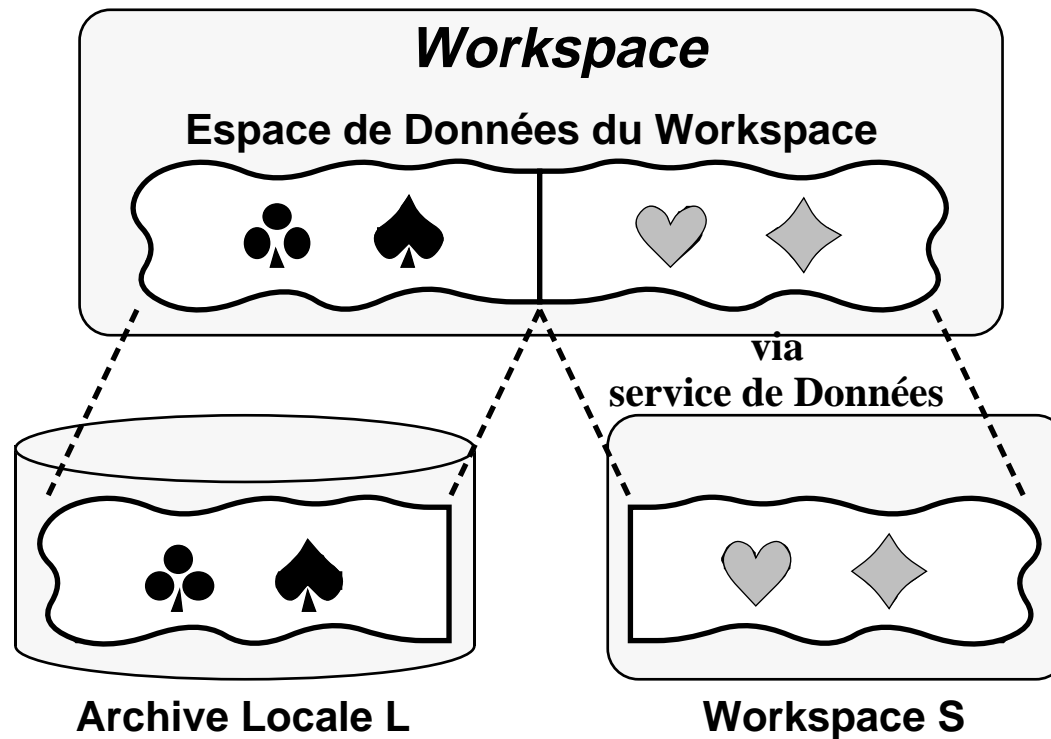 Workspace
Espace de Données du Workspace
via
service de Données
Archive Locale L
Workspace S